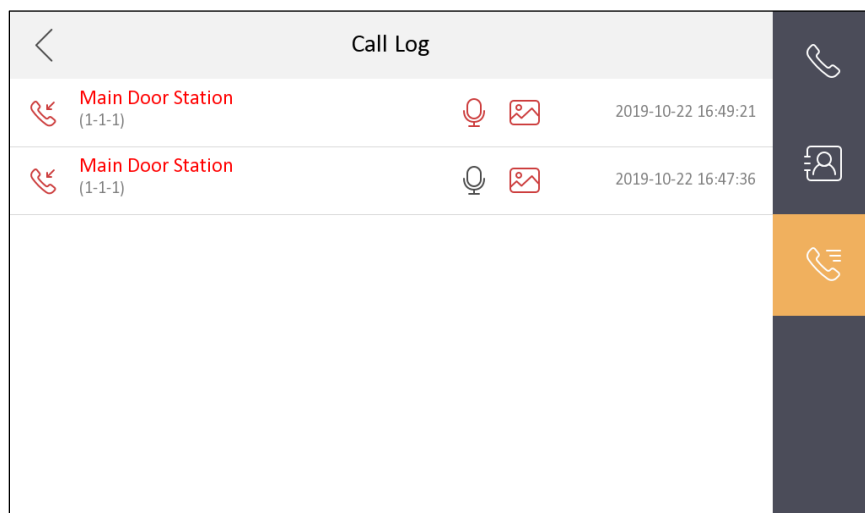 Call Log
Main Door Station
(1-1-1)
2019-10-22 16:49:21
Main Door Station
(1-1-1)
2019-10-22 16:47:36